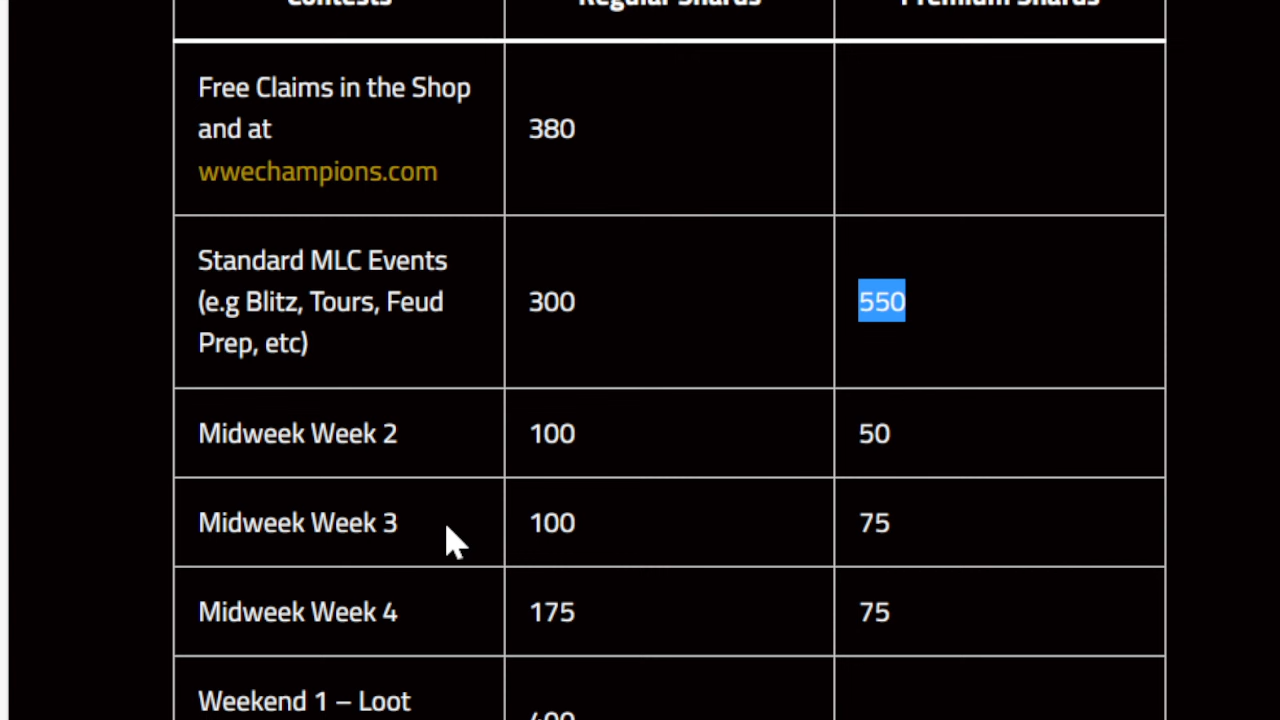 Contests Regular Shards Premium Shards
Free Claims in the Shop
and at 380
wwechampions.com
Standard MLC Events
(e.g Blitz, Tours, Feud 300 550
Prep, etc)
Midweek Week 2 100 50
Midweek Week 3 100 75
Midweek Week 4 175 75
Weekend 1 – Loot
400